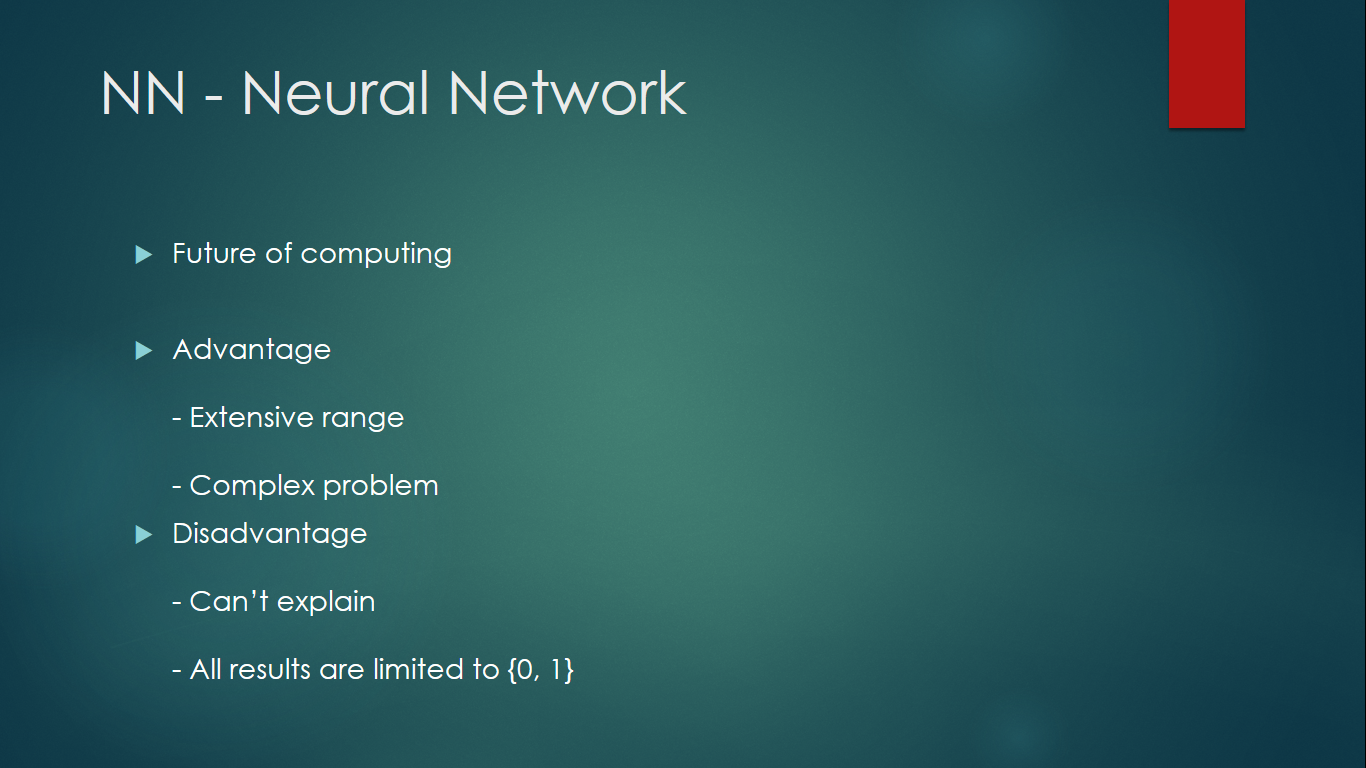 NN - Neural Network
Future of computing
Advantage
- Extensive range
- Complex problem
Disadvantage
- Can’t explain
- All results are limited to {0, 1}